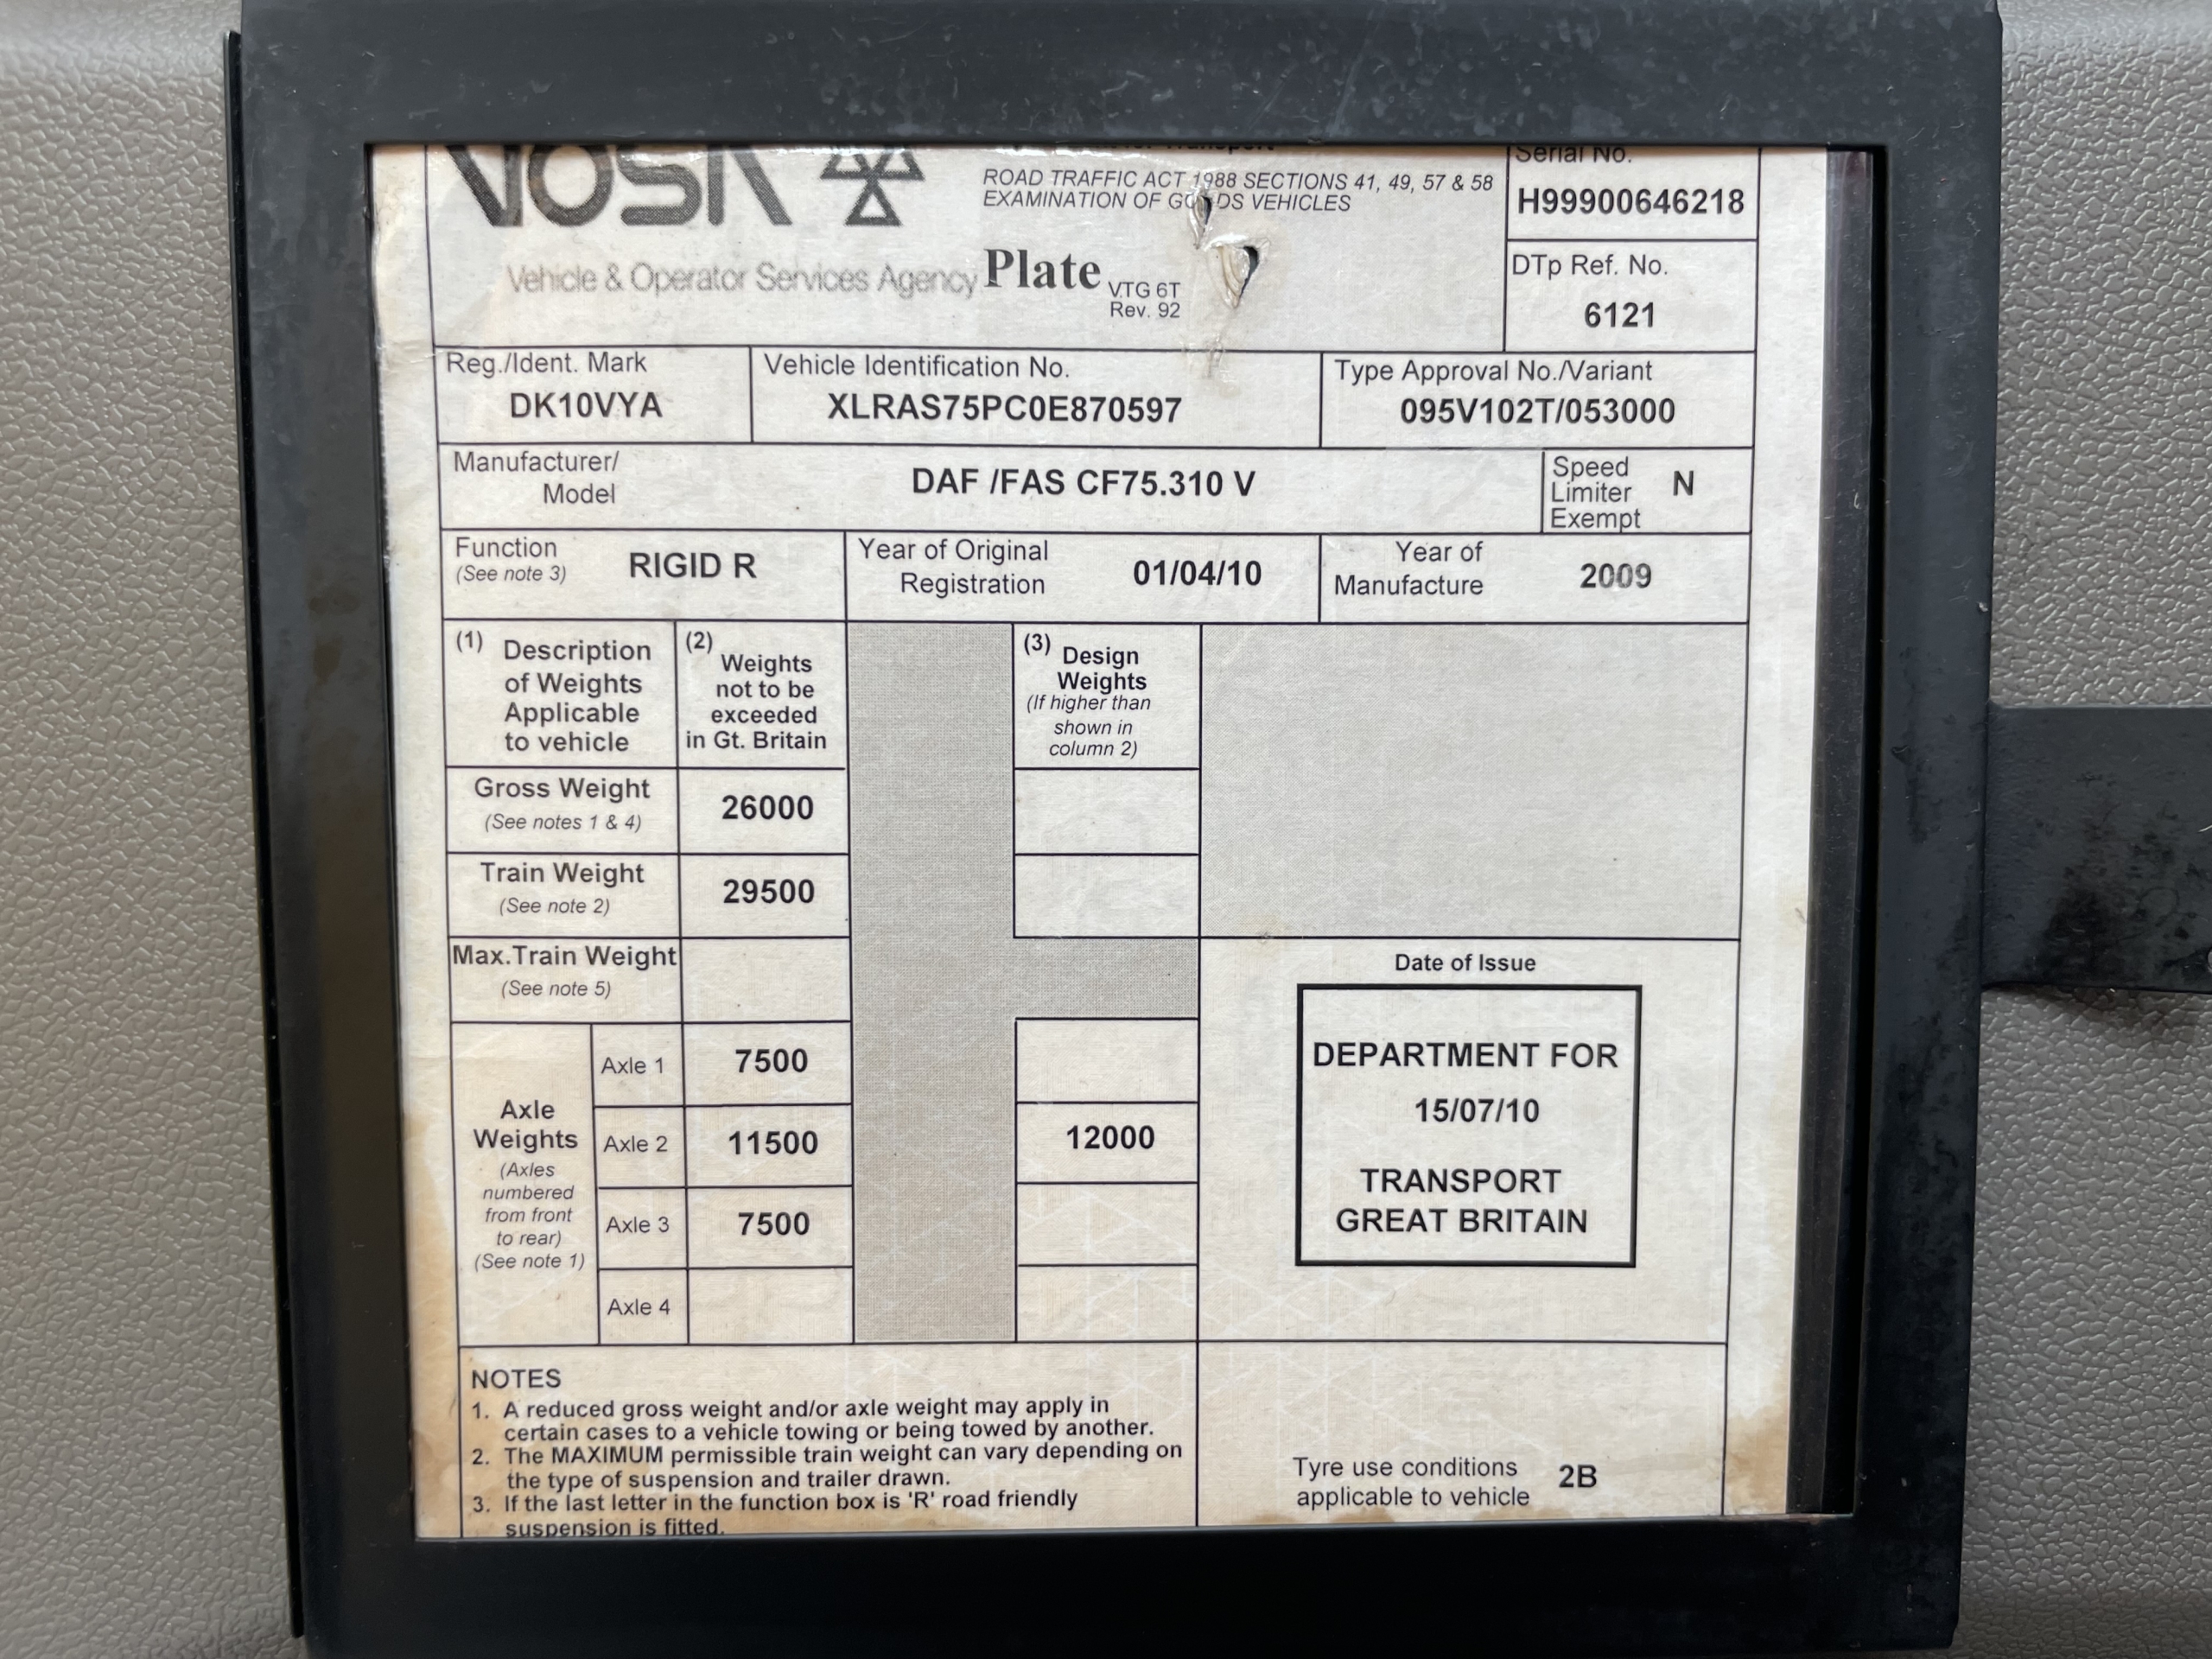 VOSA
ROAD TRAFFIC ACT 1988 SECTIONS 41, 49, 57 & 58
EXAMINATION OF GOODS VEHICLES
Vehicle & Operator Services Agency
Plate VTG 6T
Rev. 92
Serial No.
H99900646218
DTp Ref. No.
6121
Reg./Ident. Mark
DK10VYA
Vehicle Identification No.
XLRAS75PC0E870597
Type Approval No./Variant
095V102T/053000
Manufacturer/
Model
DAF /FAS CF75.310 V
Speed
Limiter
Exempt
N
Function
(See note 3)
RIGID R
Year of Original
Registration
01/04/10
Year of
Manufacture
2009
(1) Description
of Weights
Applicable
to vehicle
(2) Weights
not to be
exceeded
in Gt. Britain
(3) Design
Weights
(If higher than
shown in
column 2)
Gross Weight
(See notes 1 & 4)
26000
Train Weight
(See note 2)
29500
Max.Train Weight
(See note 5)
Axle
Weights
(Axles
numbered
from front
to rear)
(See note 1)
Axle 1
7500
Axle 2
11500
12000
Axle 3
7500
Axle 4
Date of Issue
DEPARTMENT FOR
15/07/10
TRANSPORT
GREAT BRITAIN
NOTES
1. A reduced gross weight and/or axle weight may apply in
certain cases to a vehicle towing or being towed by another.
2. The MAXIMUM permissible train weight can vary depending on
the type of suspension and trailer drawn.
3. If the last letter in the function box is 'R' road friendly
suspension is fitted.
Tyre use conditions
applicable to vehicle
2B